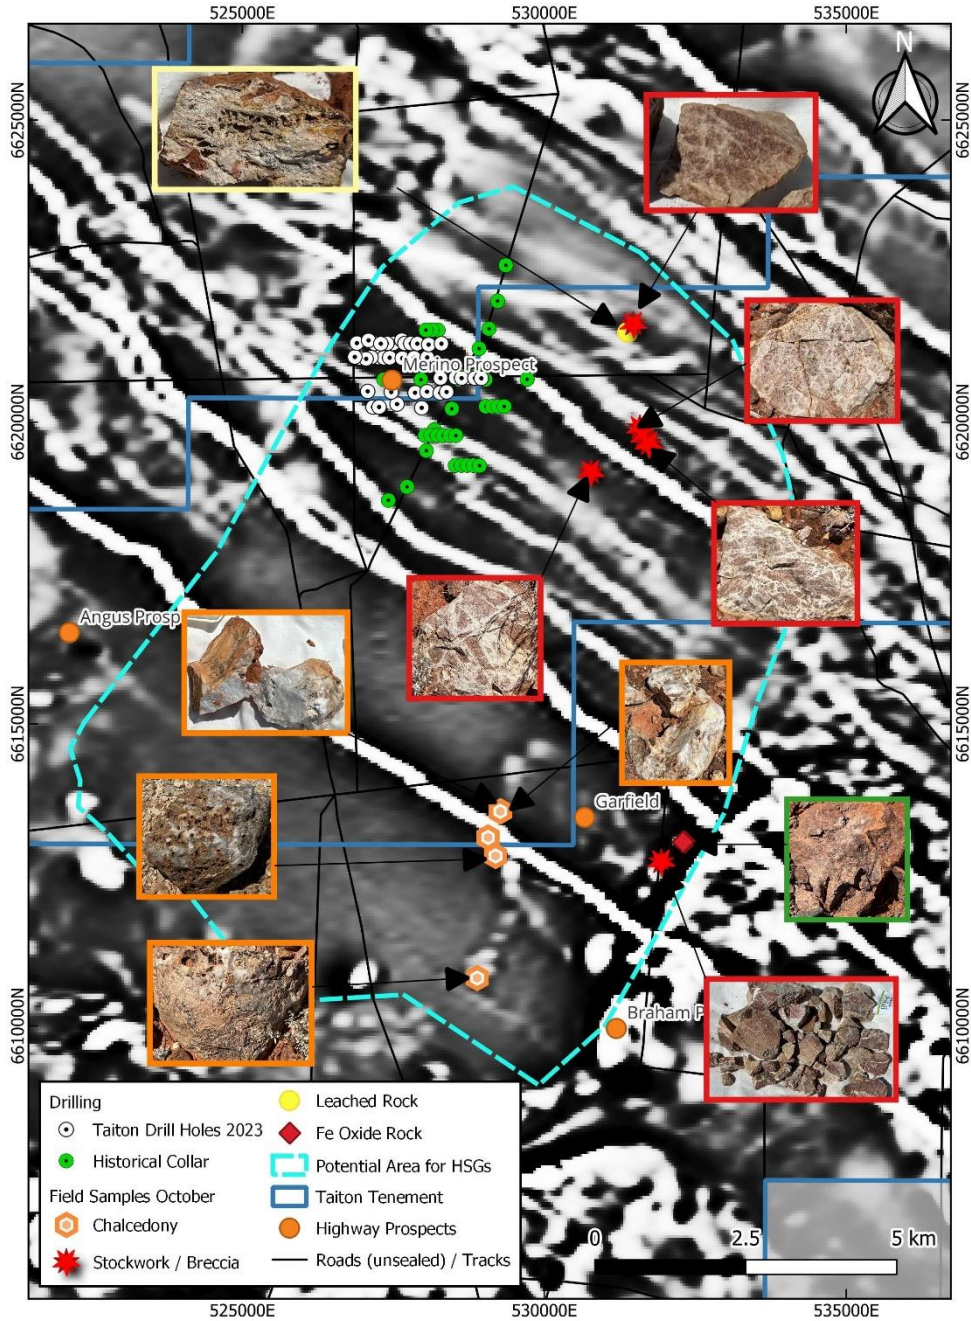 525000E
530000E
535000E
N
6625000N
6625000N
Merino Prospect
6620000N
6620000N
Angus Prosp
6615000N
6615000N
Garfield
6610000N
6610000N
Braham P
Drilling
Taiton Drill Holes 2023
Historical Collar
Field Samples October
Chalcedony
Stockwork / Breccia
Leached Rock
Fe Oxide Rock
Potential Area for HSGs
Taiton Tenement
Highway Prospects
Roads (unsealed) / Tracks
0
2.5
5 km
525000E
530000E
535000E